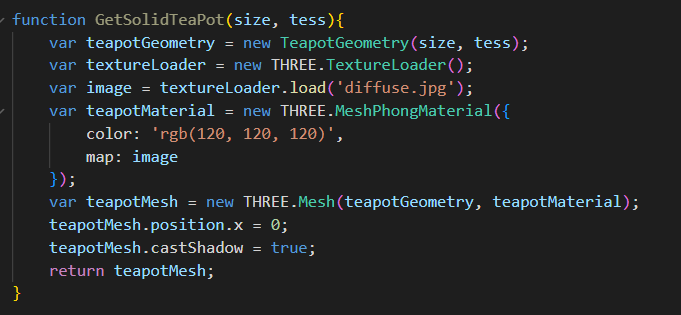 function GetSolidTeaPot(size, tess){
var teapotGeometry = new TeapotGeometry(size, tess);
var textureLoader = new THREE.TextureLoader();
var image = textureLoader.load('diffuse.jpg');
var teapotMaterial = new THREE.MeshPhongMaterial({
color: 'rgb(120, 120, 120)',
map: image
});
var teapotMesh = new THREE.Mesh(teapotGeometry, teapotMaterial);
teapotMesh.position.x = 0;
teapotMesh.castShadow = true;
return teapotMesh;
}